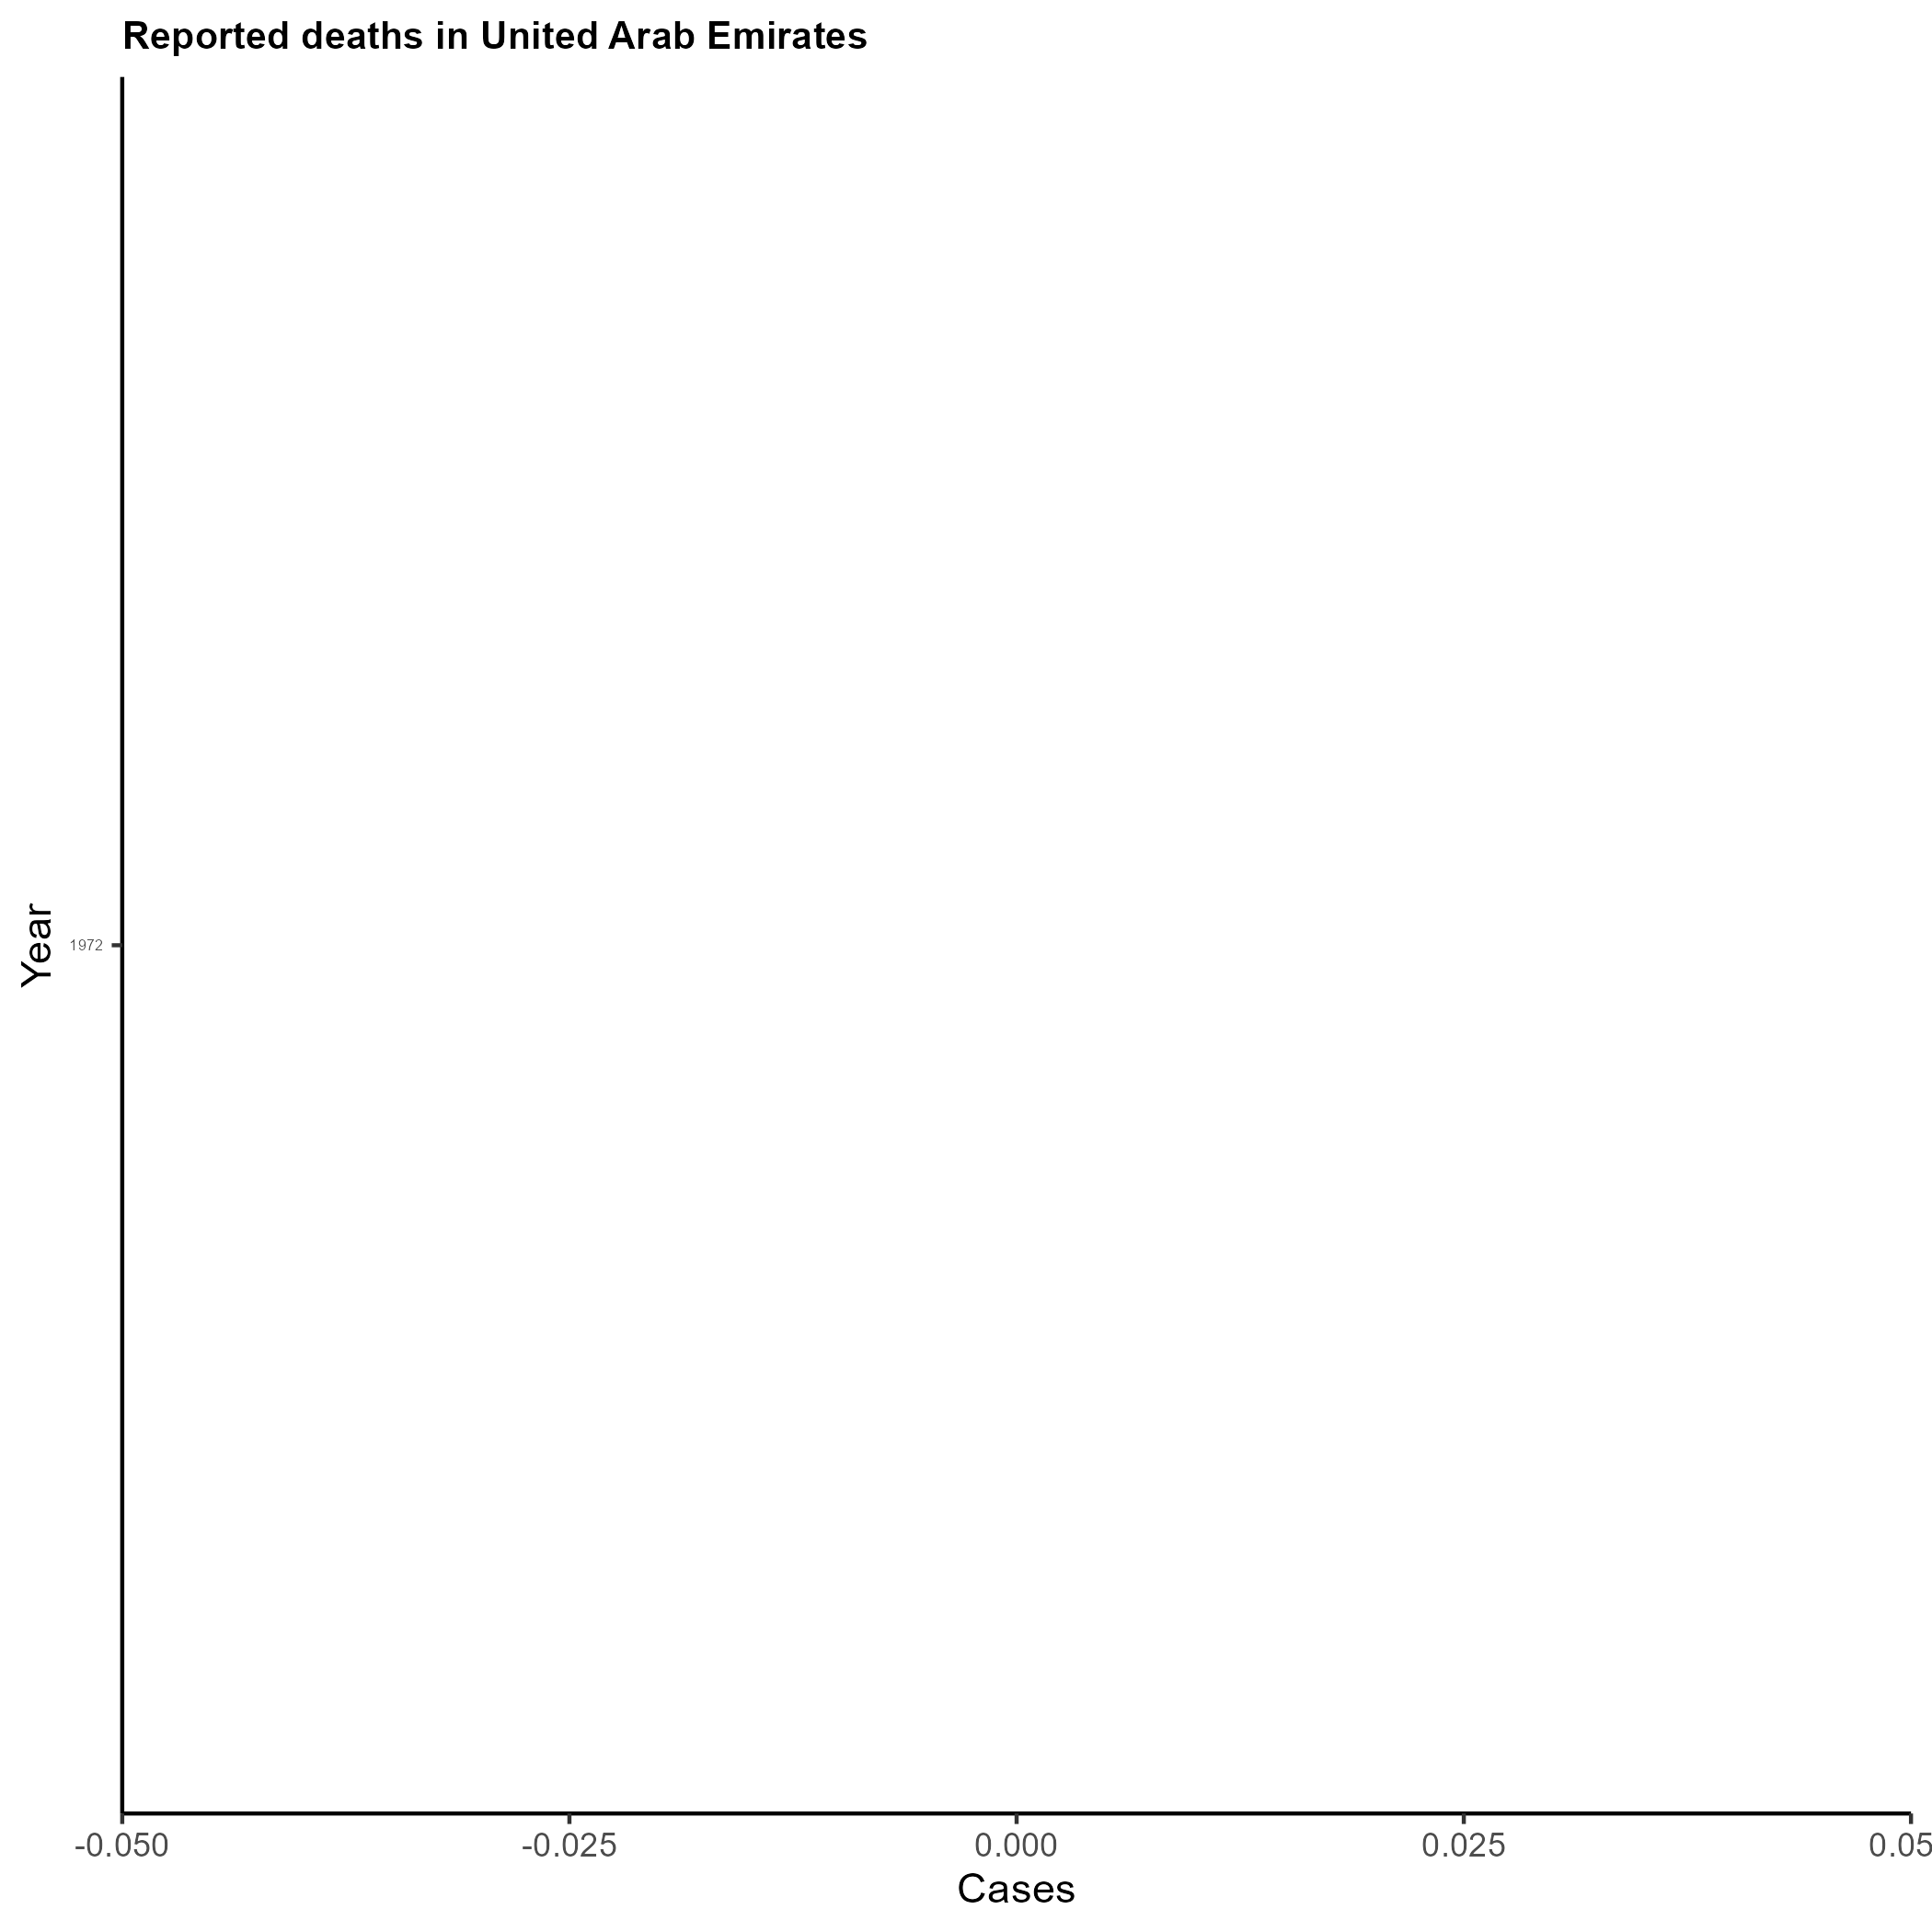 Reported deaths in United Arab Emirates
Year
1972
-0.050 -0.025 0.000 0.025 0.05
Cases